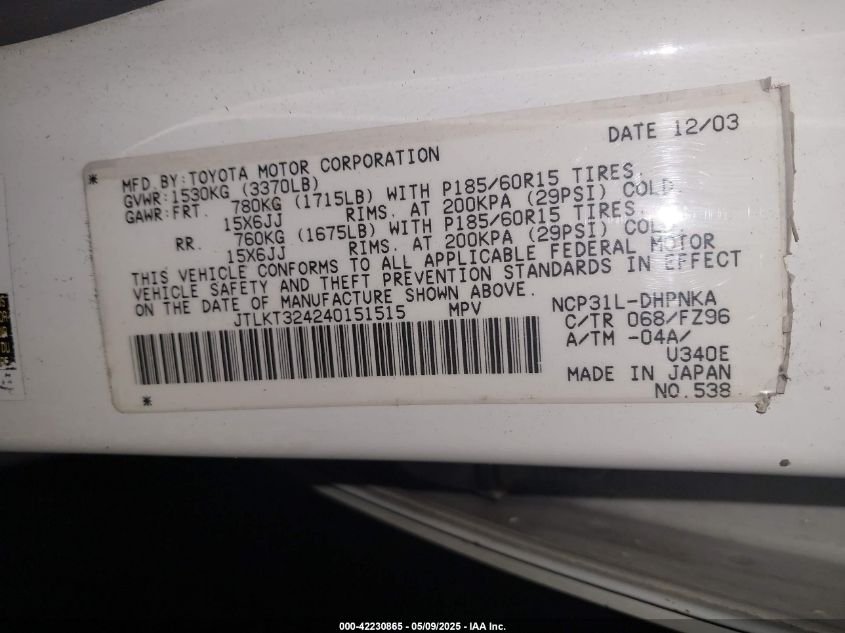 DATE 12/03
* MFD.BY:TOYOTA MOTOR CORPORATION
GVWR:1530KG (3370LB)
GAWR:FRT. 780KG (1715LB) WITH P185/60R15 TIRES,
15X6JJ RIMS, AT 200KPA (29PSI) COLD.
RR. 760KG (1675LB) WITH P185/60R15 TIRES,
15X6JJ RIMS, AT 200KPA (29PSI) COLD.
THIS VEHICLE CONFORMS TO ALL APPLICABLE FEDERAL MOTOR
VEHICLE SAFETY AND THEFT PREVENTION STANDARDS IN EFFECT
ON THE DATE OF MANUFACTURE SHOWN ABOVE.
JTLKT324240151515 MPV
NCP31L-DHPNKA
C/TR 068/FZ96
A/TM -04A/
U340E
MADE IN JAPAN
* NO.538
000-42230865 - 05/09/2025 - IAA Inc.